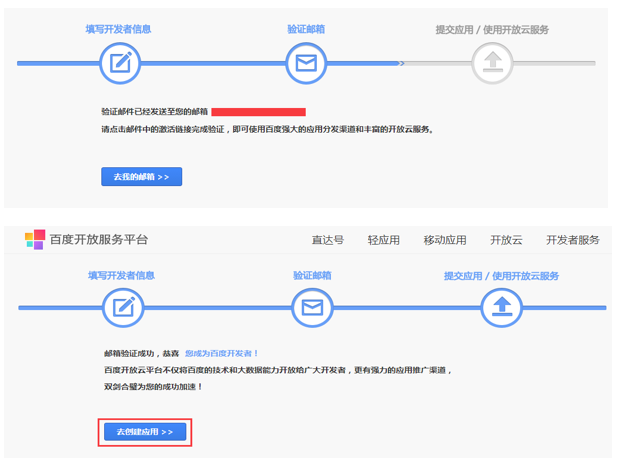 填写开发者信息 验证邮箱 提交应用 / 使用开放云服务
验证邮件已经发送至您的邮箱
请点击邮件中的激活链接完成验证，即可使用百度强大的应用分发渠道和丰富的开放云服务。
去我的邮箱 >>
百度开放服务平台 直达号 轻应用 移动应用 开放云 开发者服务
填写开发者信息 验证邮箱 提交应用 / 使用开放云服务
邮箱验证成功，恭喜 您成为百度开发者！
百度开放云平台不仅将百度的技术和大数据能力开放给广大开发者，更有强力的应用推广渠道，
双剑合璧为您的成功加速！
去创建应用 >>